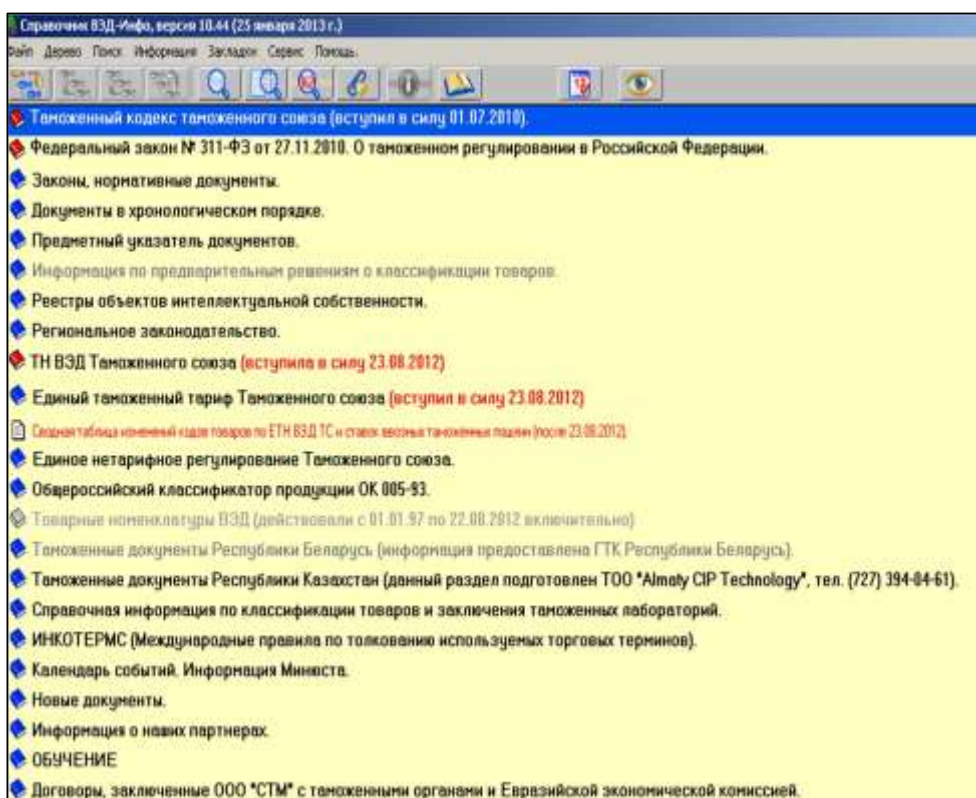 Справочник ВЭД-Инфо, версия 10.44 (25 января 2013 г.)
Файл Дерево Поиск Информация Закладки Сервис Помощь
Таможенный кодекс таможенного союза (вступил в силу 01.07.2010).
Федеральный закон № 311-ФЗ от 27.11.2010. О таможенном регулировании в Российской Федерации.
Законы, нормативные документы.
Документы в хронологическом порядке.
Предметный указатель документов.
Информация по предварительным решениям о классификации товаров.
Реестры объектов интеллектуальной собственности.
Региональное законодательство.
ТН ВЭД Таможенного союза (вступила в силу 23.08.2012)
Единый таможенный тариф Таможенного союза (вступил в силу 23.08.2012)
Сводная таблица изменений кодов товаров по ЕТН ВЭД ТС и ставок ввозных таможенных пошлин (после 23.08.2012)
Единое нетарифное регулирование Таможенного союза.
Общероссийский классификатор продукции ОК 005-93.
Товарные номенклатуры ВЭД (действовали с 01.01.97 по 22.08.2012 включительно)
Таможенные документы Республики Беларусь (информация предоставлена ГТК Республики Беларусь).
Таможенные документы Республики Казахстан (данный раздел подготовлен ТОО "Almaty CIP Technology", тел. (727) 394-04-61).
Справочная информация по классификации товаров и заключения таможенных лабораторий.
ИНКОТЕРМС (Международные правила по толкованию используемых торговых терминов).
Календарь событий. Информация Минюста.
Новые документы.
Информация о наших партнерах.
ОБУЧЕНИЕ
Договоры, заключенные ООО "СТМ" с таможенными органами и Евразийской экономической комиссией.